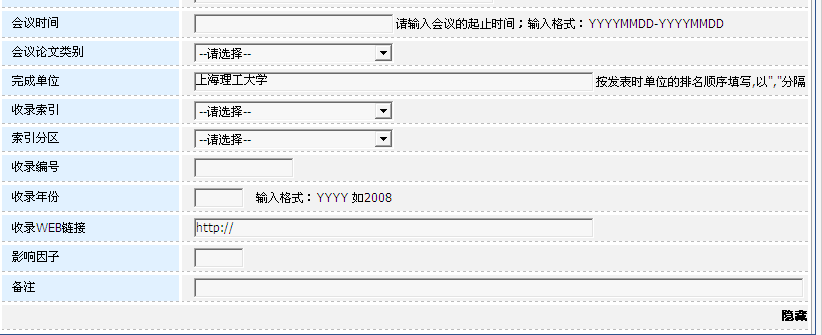 会议时间 请输入会议的起止时间；输入格式：YYYYMMDD-YYYYMMDD
会议论文类别 --请选择--
完成单位 上海理工大学 按发表时单位的排名顺序填写,以","分隔
收录索引 --请选择--
索引分区 --请选择--
收录编号
收录年份 输入格式：YYYY 如2008
收录WEB链接 http://
影响因子
备注
隐藏